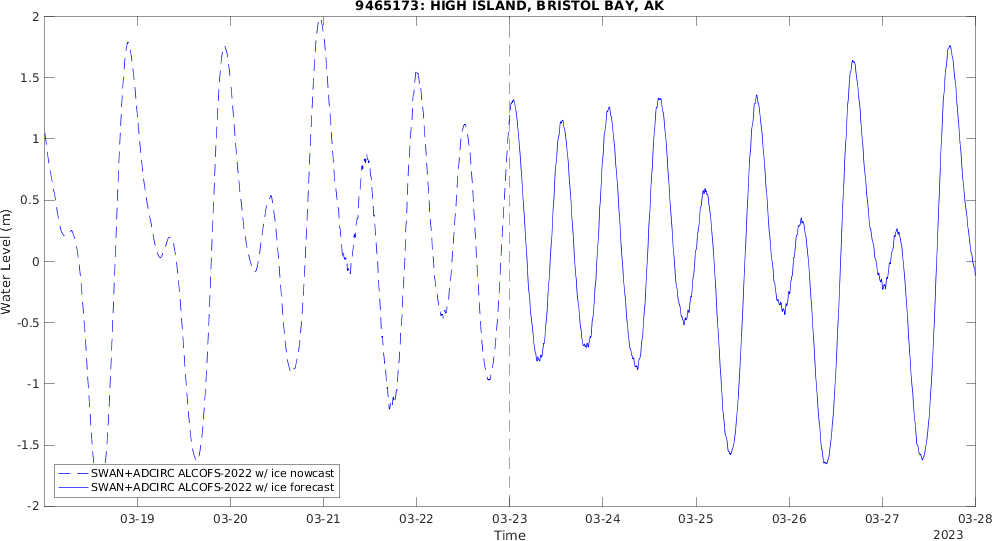 9465173: HIGH ISLAND, BRISTOL BAY, AK
2
1.5
1
0.5
0
-0.5
-1
-1.5
-2
Water Level (m)
SWAN+ADCIRC ALCOFS-2022 w/ ice nowcast
SWAN+ADCIRC ALCOFS-2022 w/ ice forecast
03-19 03-20 03-21 03-22 03-23 03-24 03-25 03-26 03-27 03-28
Time
2023